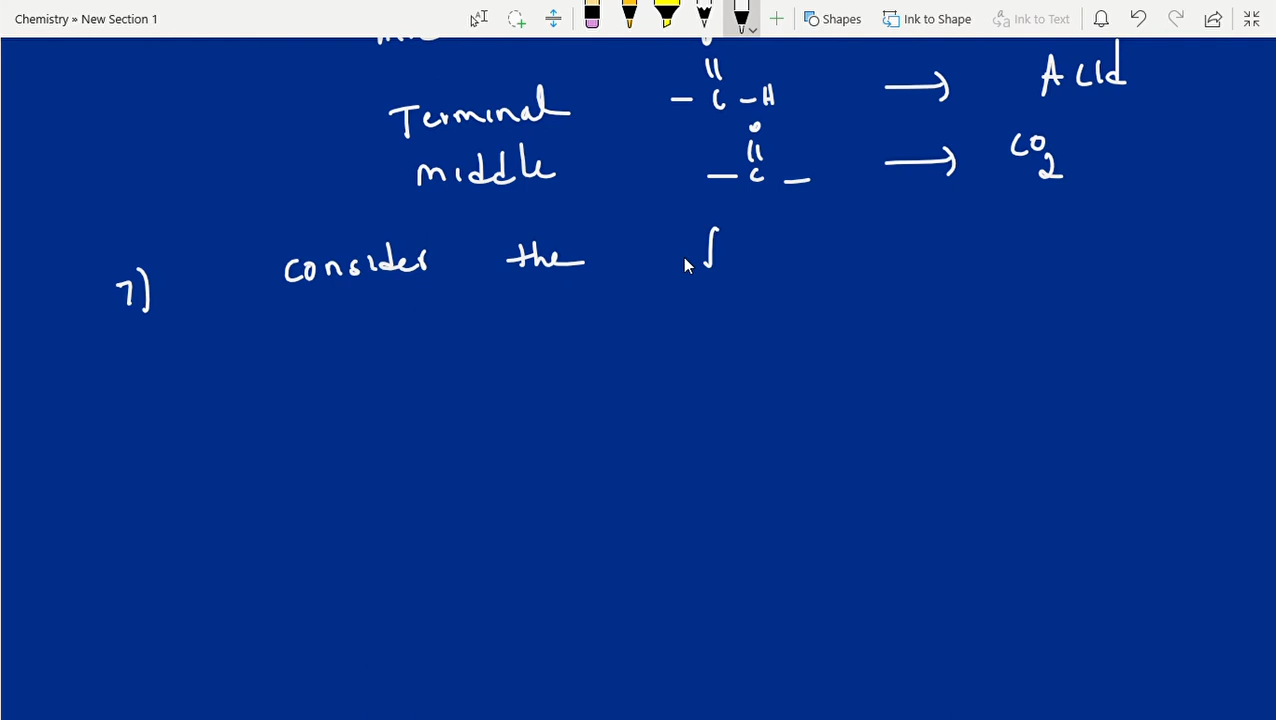 Chemistry » New Section 1
Shapes
Ink to Shape
Ink to Text
||
Terminal
— C — H
→
Acid
O
||
middle
— C —
→
CO2
7)
consider the